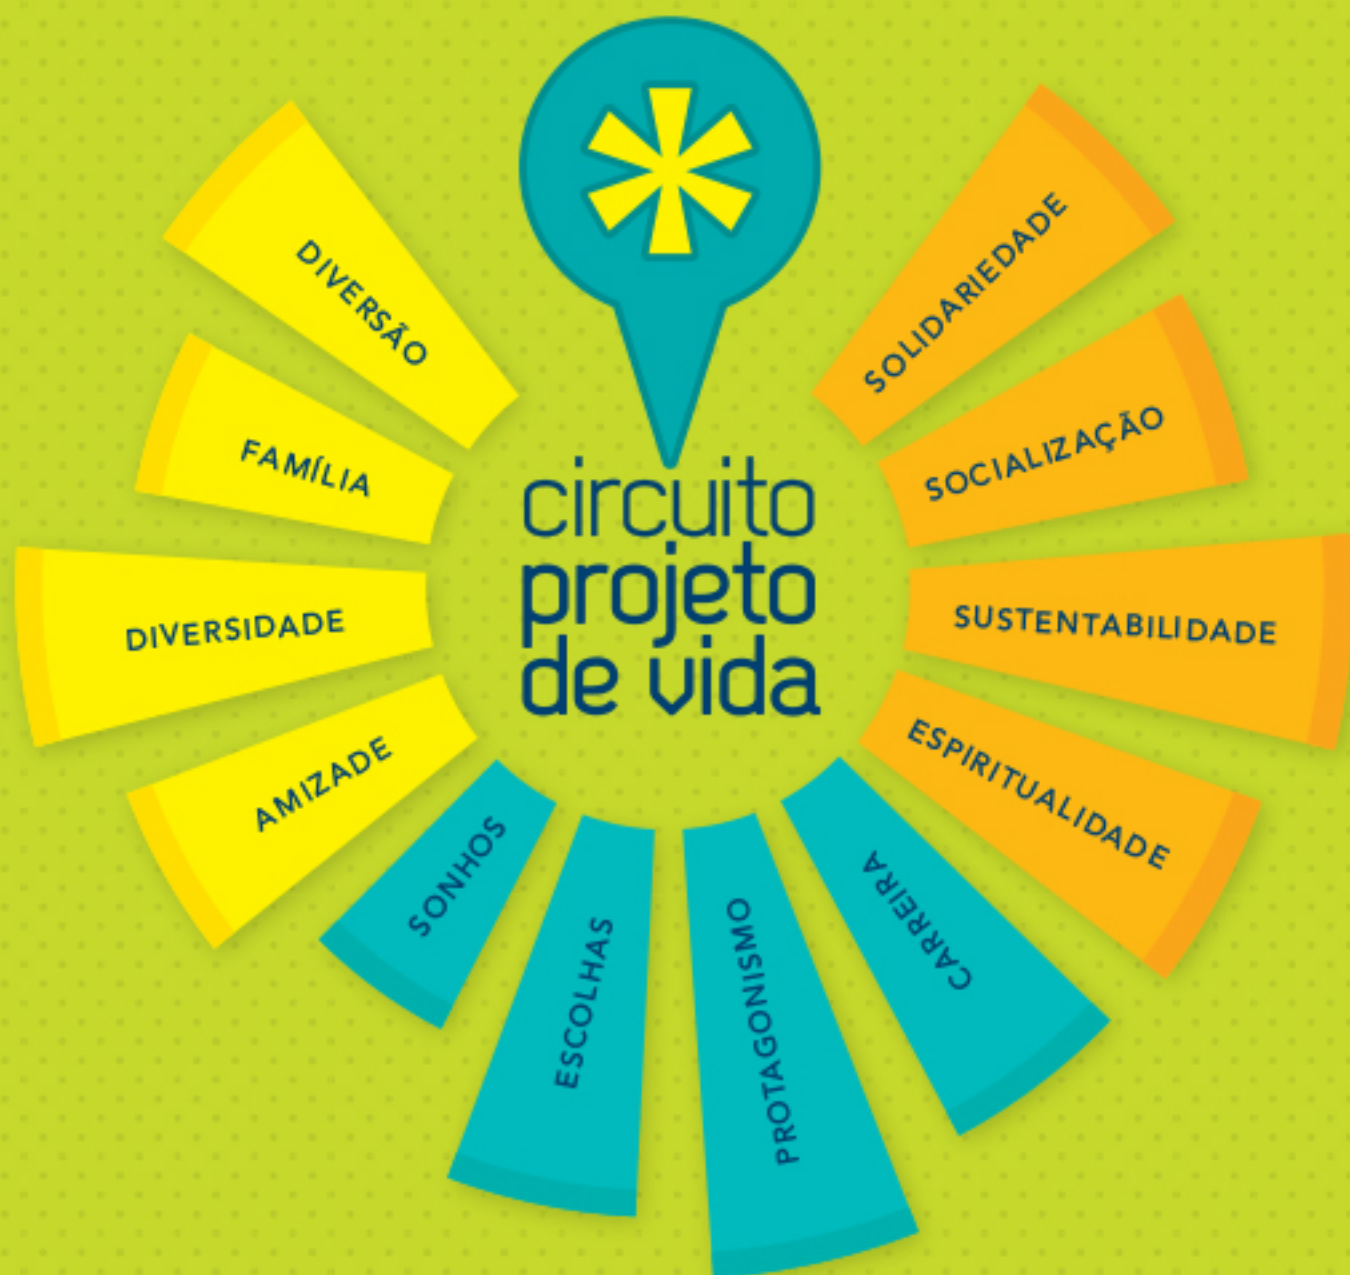 circuito
projeto
de vida
SOLIDARIEDADE
SOCIALIZAÇÃO
SUSTENTABILIDADE
ESPIRITUALIDADE
CARREIRA
PROTAGONISMO
ESCOLHAS
SONHOS
AMIZADE
DIVERSIDADE
FAMÍLIA
DIVERSÃO